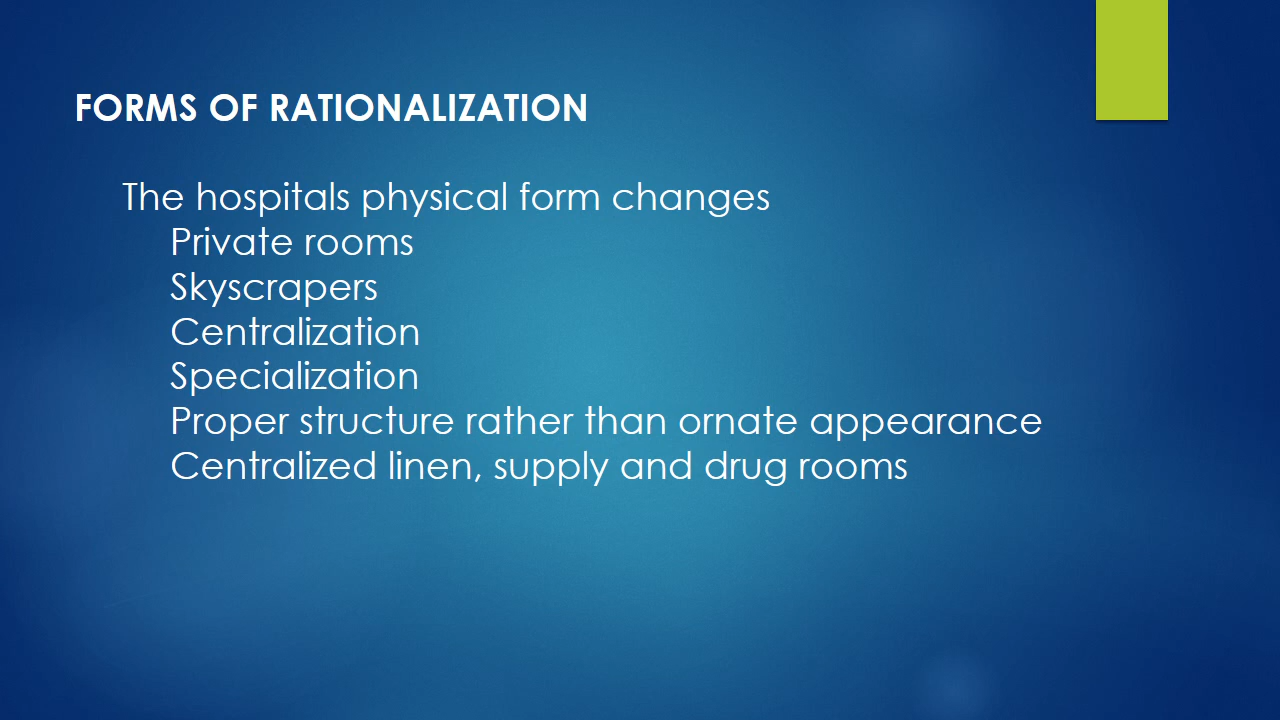 FORMS OF RATIONALIZATION
The hospitals physical form changes
Private rooms
Skyscrapers
Centralization
Specialization
Proper structure rather than ornate appearance
Centralized linen, supply and drug rooms